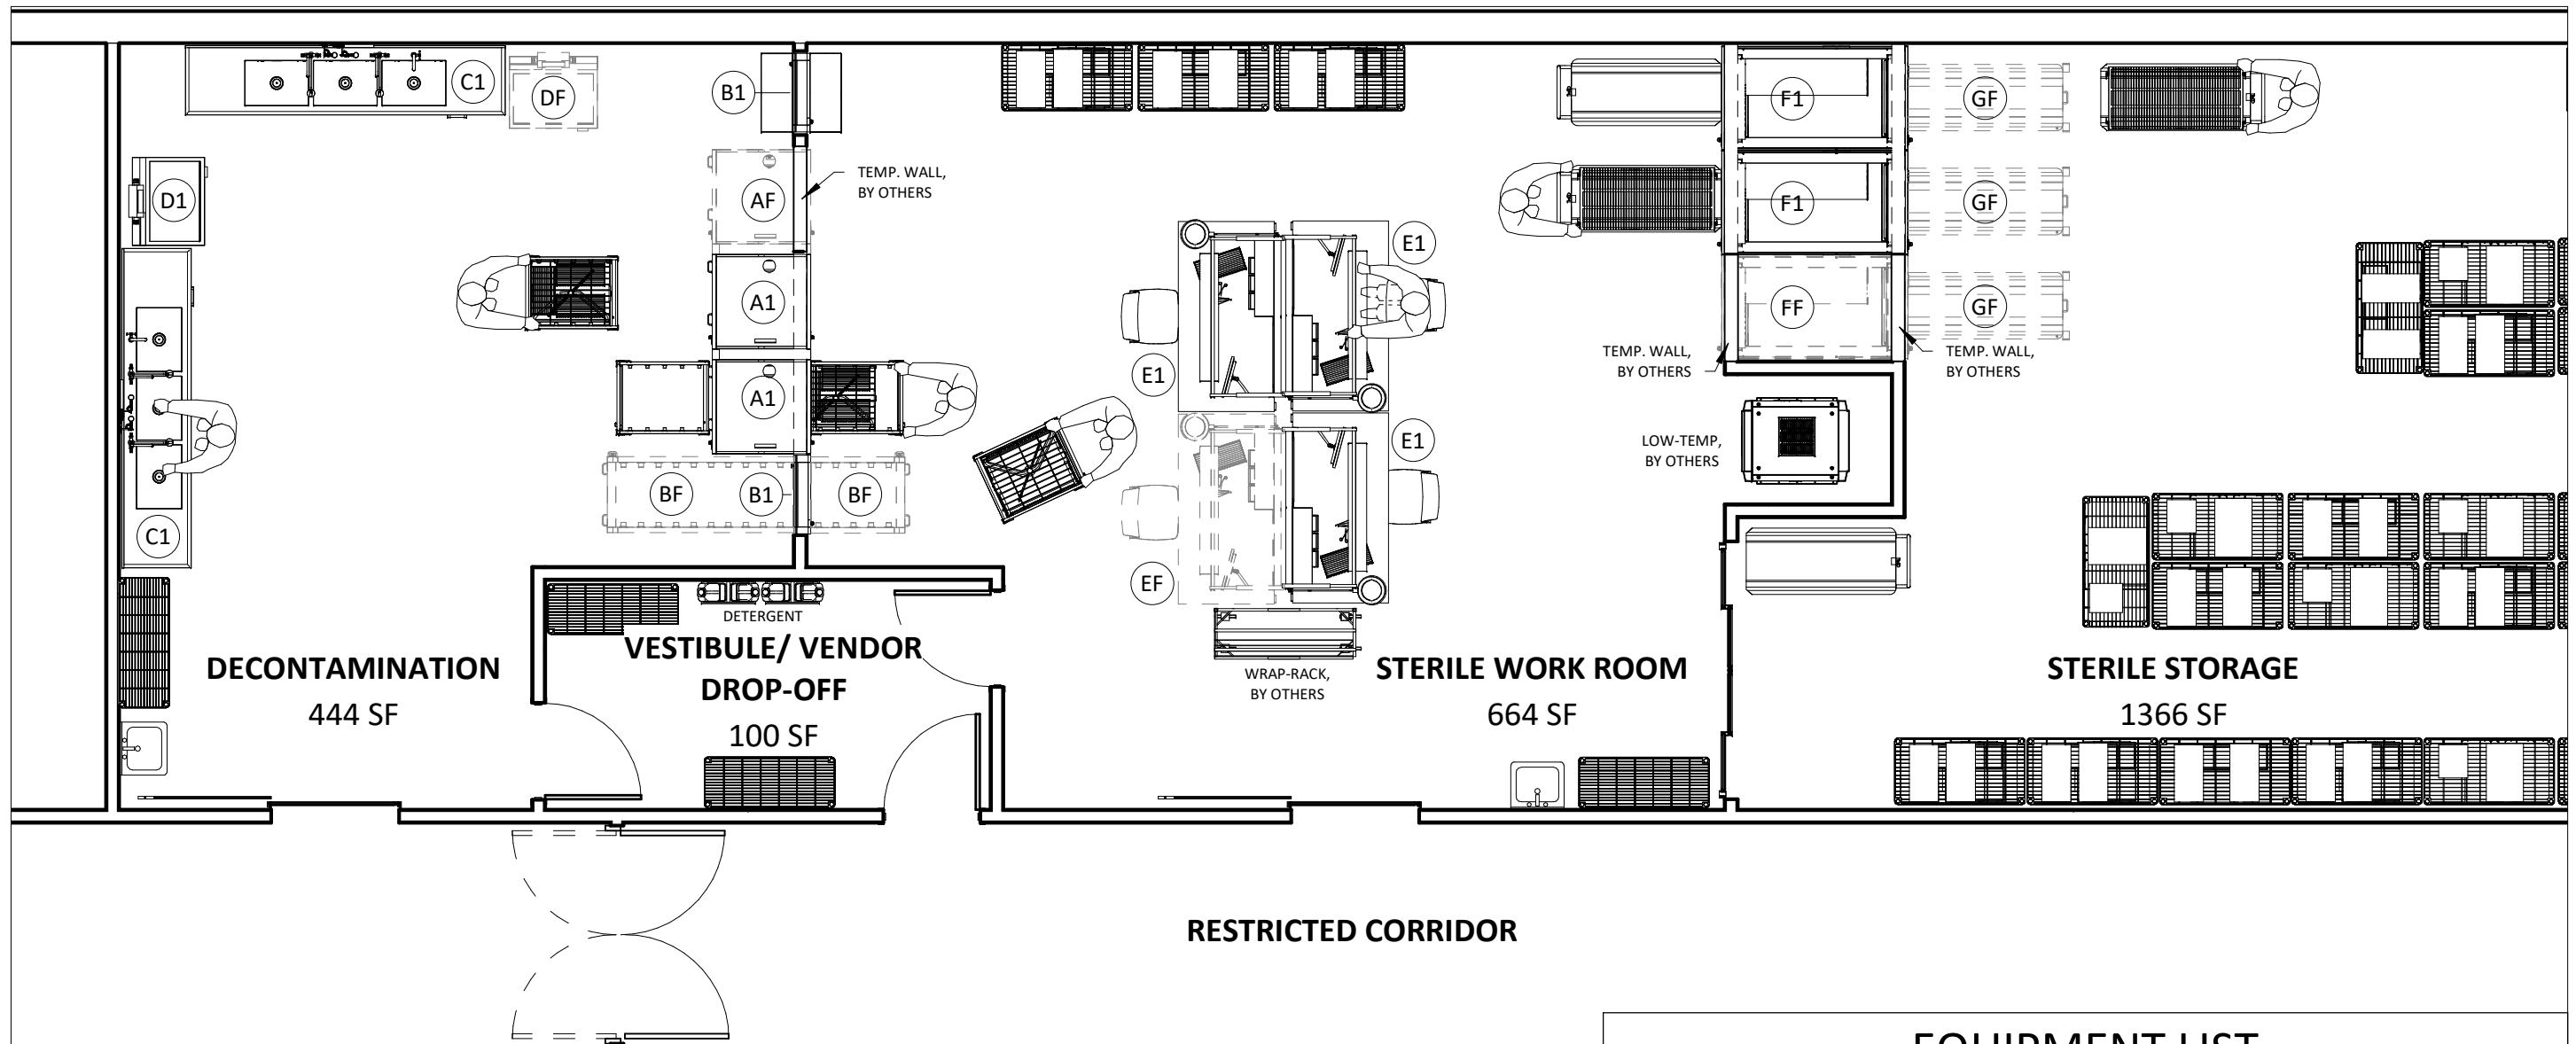 C1
DF
B1
F1
GF
D1
AF
TEMP. WALL,
BY OTHERS
F1
GF
E1
A1
FF
GF
TEMP. WALL,
BY OTHERS
TEMP. WALL,
BY OTHERS
E1
A1
E1
LOW-TEMP,
BY OTHERS
BF
B1
BF
C1
EF
DETERGENT
VESTIBULE/ VENDOR
DROP-OFF
100 SF
DECONTAMINATION
444 SF
WRAP-RACK,
BY OTHERS
STERILE WORK ROOM
664 SF
STERILE STORAGE
1366 SF
RESTRICTED CORRIDOR
EQUIPMENT LIST